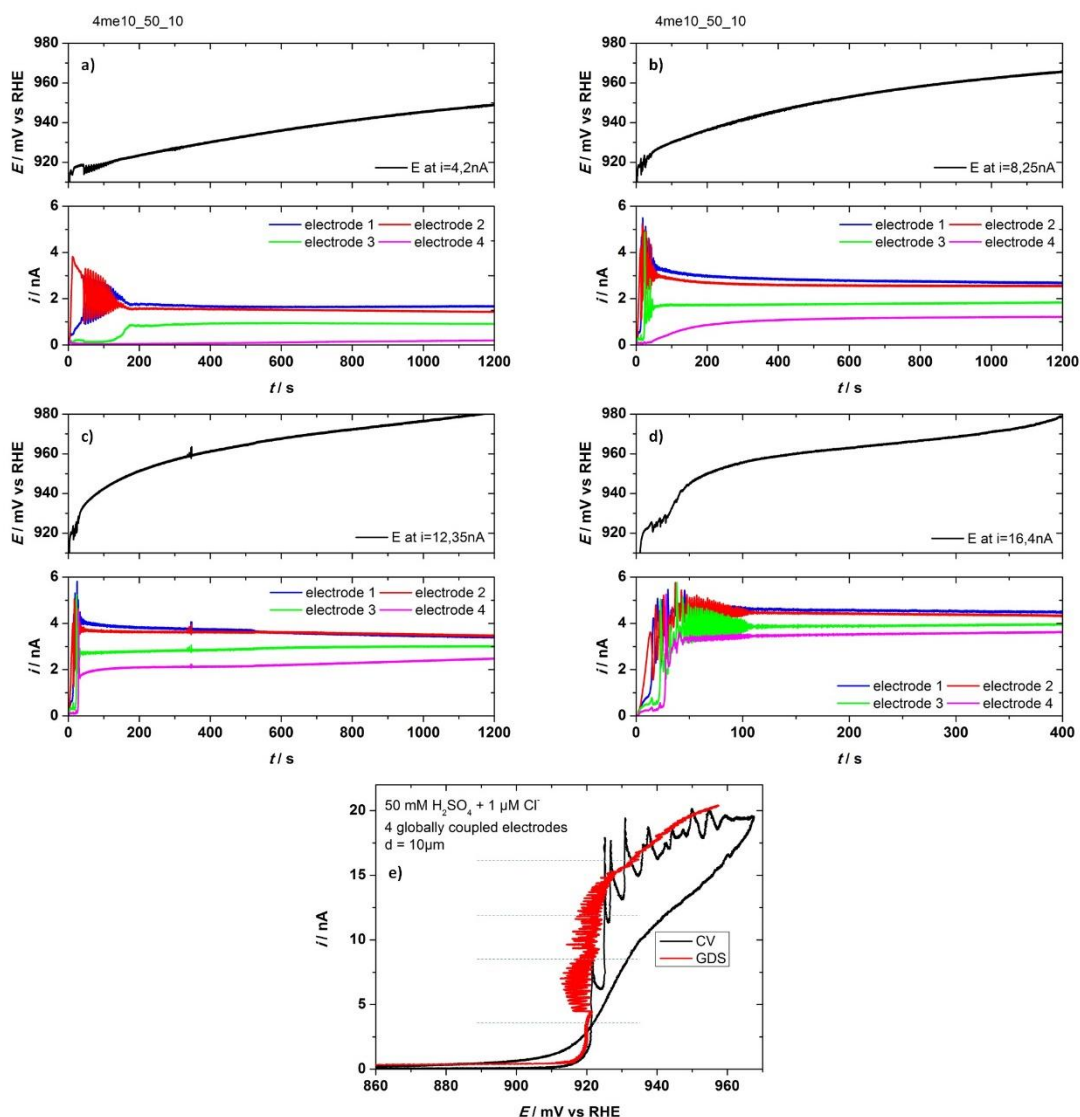 4me10_50_10
a)
980
960
940
920
E / mV vs RHE
E at i=4,2nA
6
4
2
0
i / nA
electrode 1 electrode 2
electrode 3 electrode 4
0 200 400 600 800 1000 1200
t / s
4me10_50_10
b)
980
960
940
920
E / mV vs RHE
E at i=8,25nA
6
4
2
0
i / nA
electrode 1 electrode 2
electrode 3 electrode 4
0 200 400 600 800 1000 1200
t / s
c)
980
960
940
920
E / mV vs RHE
E at i=12,35nA
6
4
2
0
i / nA
electrode 1 electrode 2
electrode 3 electrode 4
0 200 400 600 800 1000 1200
t / s
d)
980
960
940
920
E / mV vs RHE
E at i=16,4nA
6
4
2
0
i / nA
electrode 1 electrode 2
electrode 3 electrode 4
0 100 200 300 400
t / s
50 mM H₂SO₄ + 1 µM Cl⁻
4 globally coupled electrodes
d = 10µm
e)
20
15
10
5
0
i / nA
CV
GDS
860 880 900 920 940 960
E / mV vs RHE